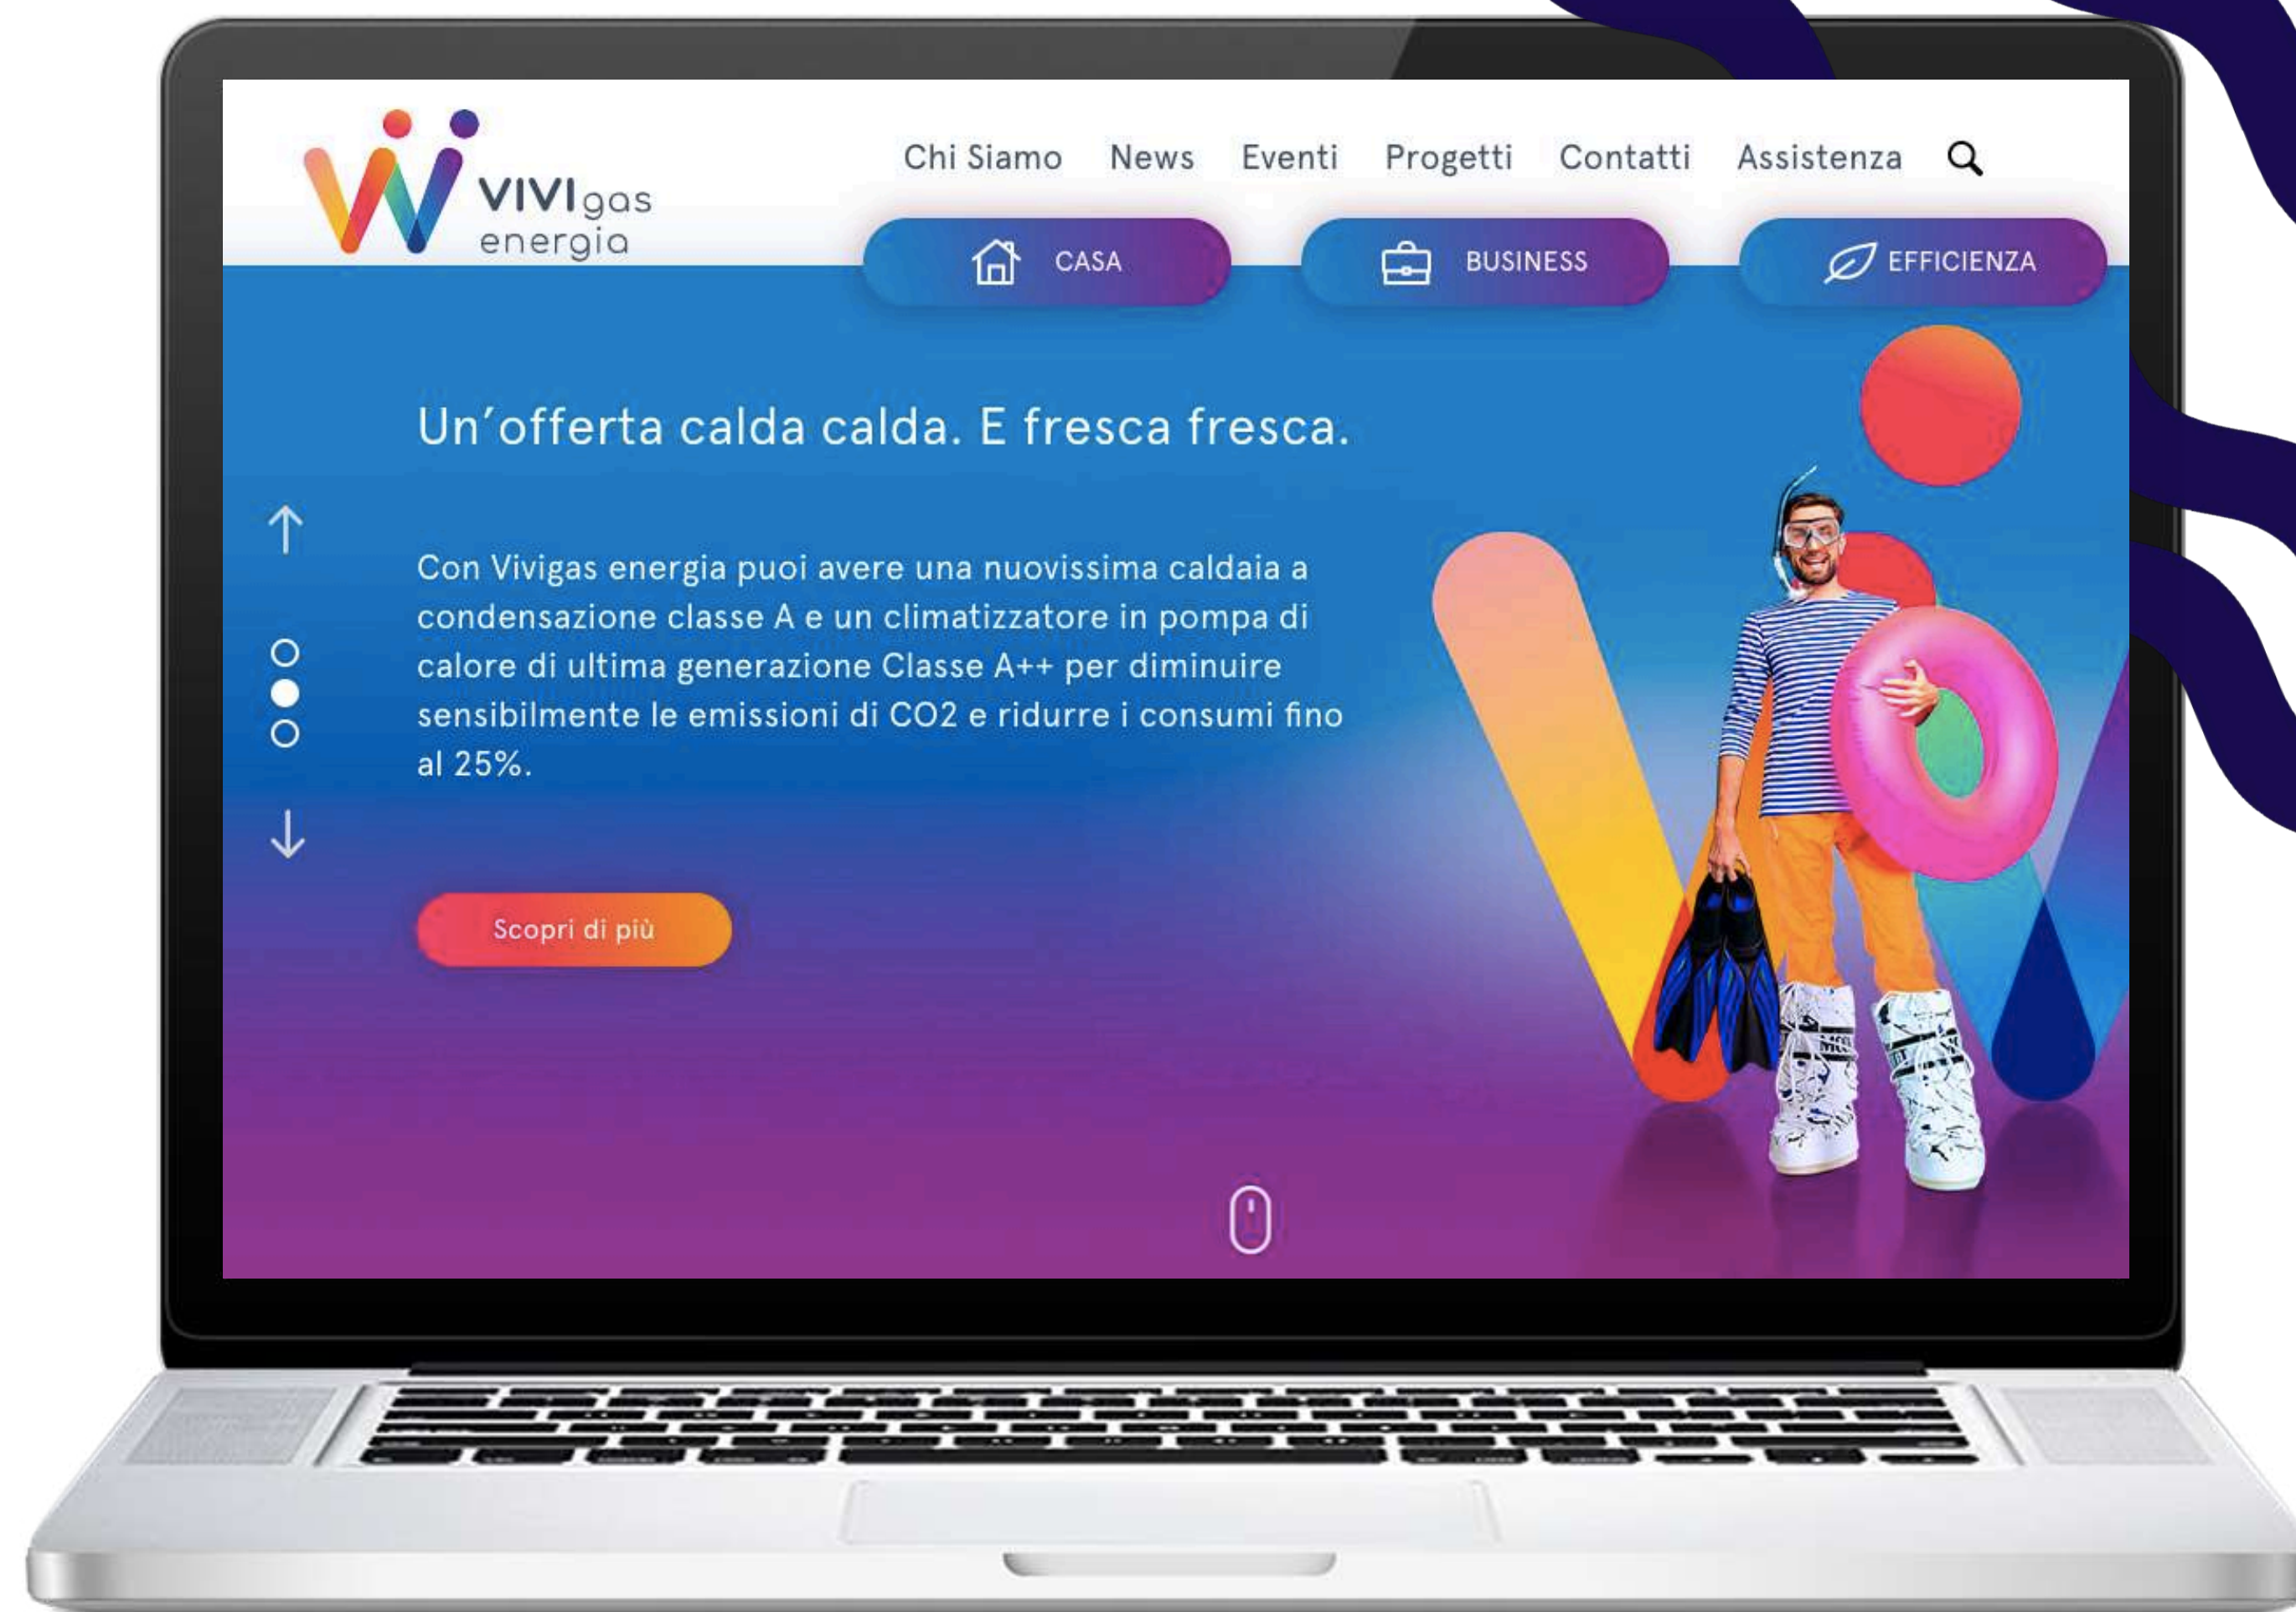 VIVIgas
energia
Chi Siamo News Eventi Progetti Contatti Assistenza
CASA BUSINESS EFFICIENZA
Un’offerta calda calda. E fresca fresca.
Con Vivigas energia puoi avere una nuovissima caldaia a
condensazione classe A e un climatizzatore in pompa di
calore di ultima generazione Classe A++ per diminuire
sensibilmente le emissioni di CO2 e ridurre i consumi fino
al 25%.
Scopri di più